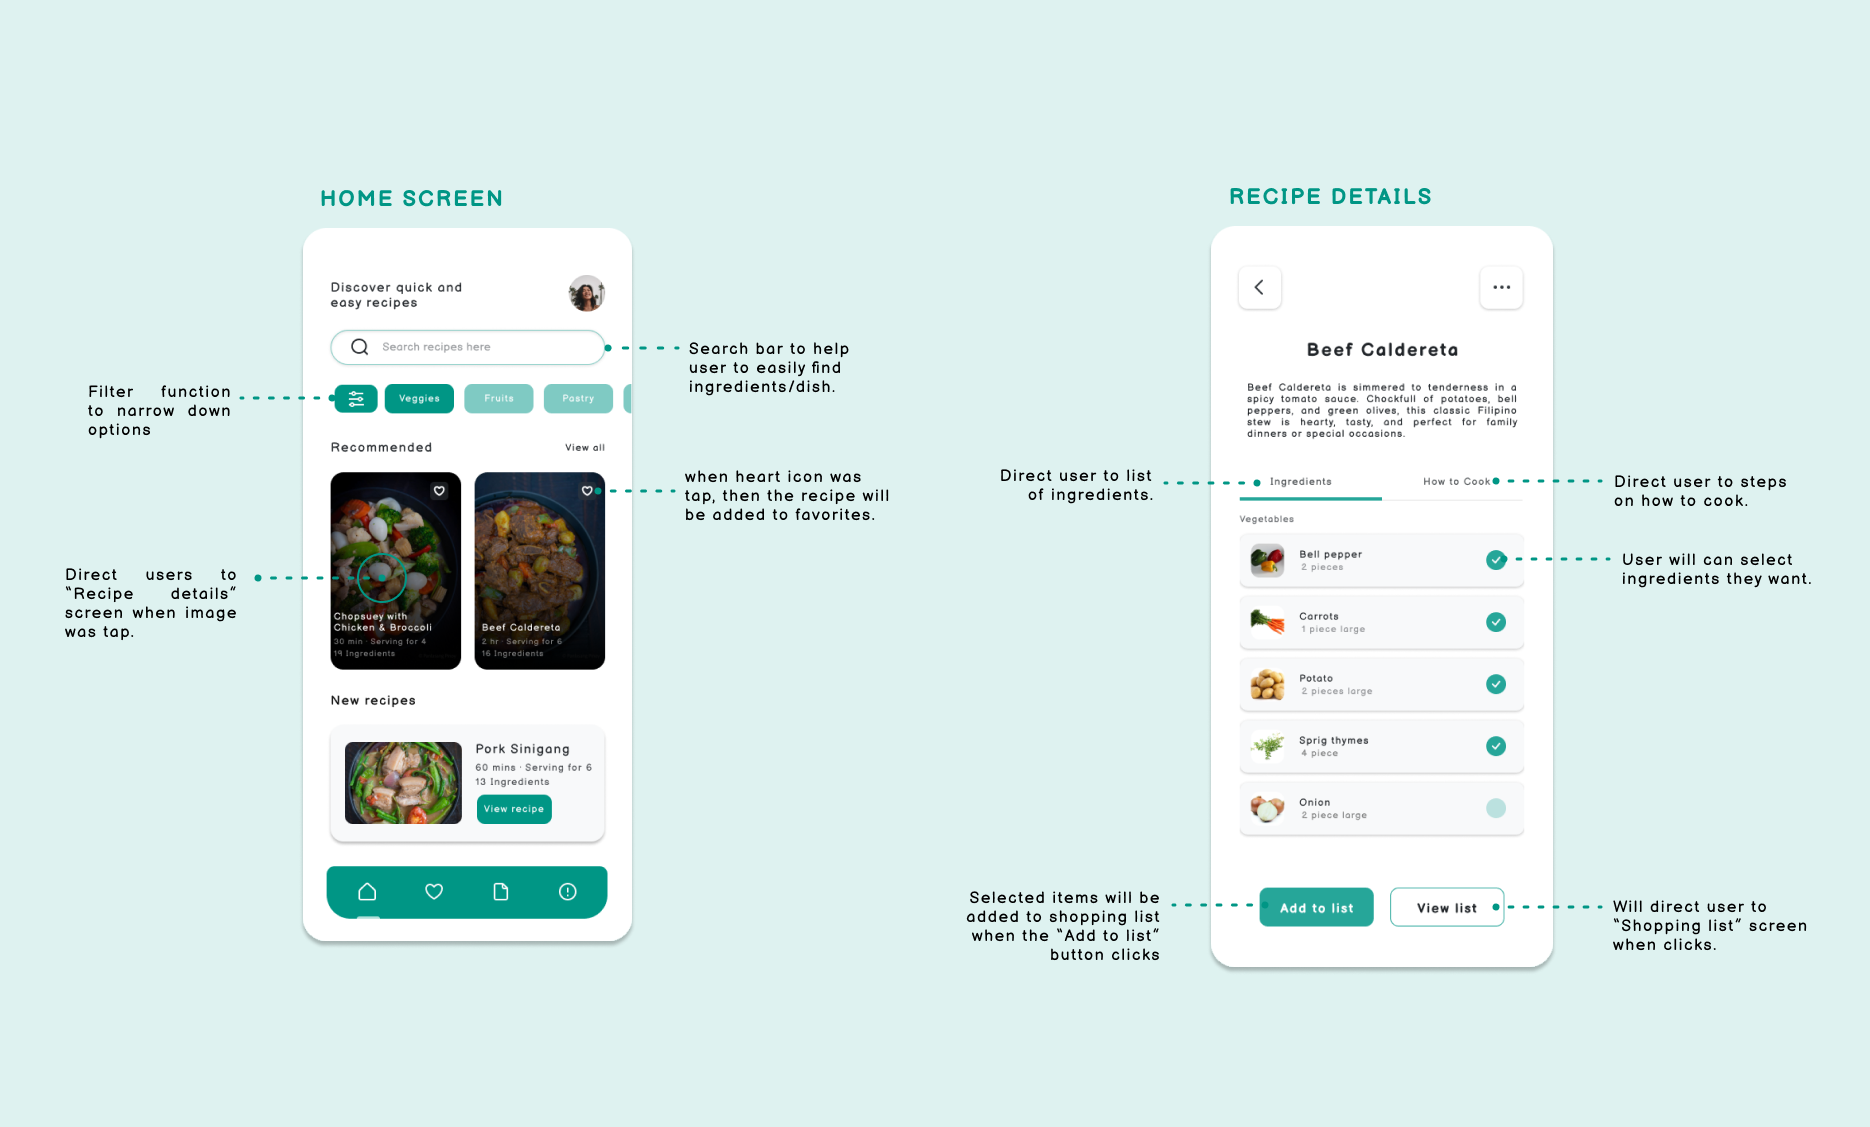 HOME SCREEN
Discover quick and
easy recipes
Search recipes here
Search bar to help
user to easily find
ingredients/dish.
Filter function
to narrow down
options
Veggies
Fruits
Pastry
Recommended
View all
when heart icon was
tap, then the recipe will
be added to favorites.
Direct users to
“Recipe details”
screen when image
was tap.
Chopsuey with
Chicken & Broccoli
30 min · Serving for 4
19 Ingredients
Beef Caldereta
2 hr · Serving for 6
16 Ingredients
New recipes
Pork Sinigang
60 mins · Serving for 6
13 Ingredients
View recipe
RECIPE DETAILS
Beef Caldereta
Beef Caldereta is simmered to tenderness in a
spicy tomato sauce. Chockfull of potatoes, bell
peppers, and green olives, this classic Filipino
stew is hearty, tasty, and perfect for family
dinners or special occasions.
Direct user to list
of ingredients.
Ingredients
How to Cook
Direct user to steps
on how to cook.
Vegetables
Bell pepper
2 pieces
User will can select
ingredients they want.
Carrots
1 piece large
Potato
2 pieces large
Sprig thymes
4 piece
Onion
2 piece large
Selected items will be
added to shopping list
when the “Add to list”
button clicks
Add to list
View list
Will direct user to
“Shopping list” screen
when clicks.